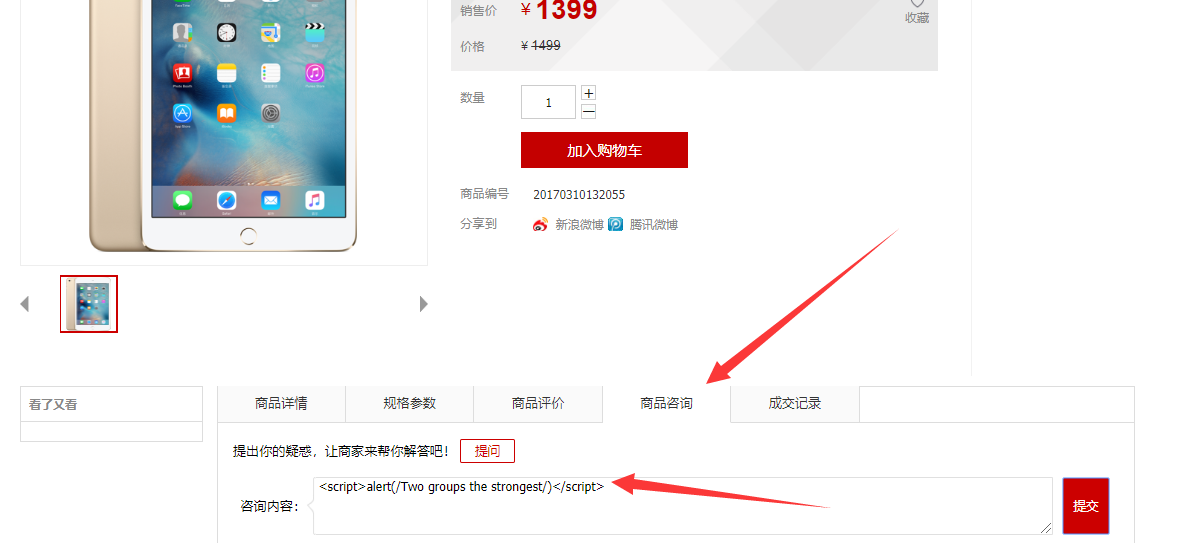 销售价 ¥ 1399
收藏
价格 ¥ 1499
数量 1 +
加入购物车
商品编号 20170310132055
分享到 新浪微博 腾讯微博
看了又看
商品详情 规格参数 商品评价 商品咨询 成交记录
提出你的疑惑，让商家来帮你解答吧！ 提问
咨询内容： <script>alert(/Two groups the strongest/)</script> 提交